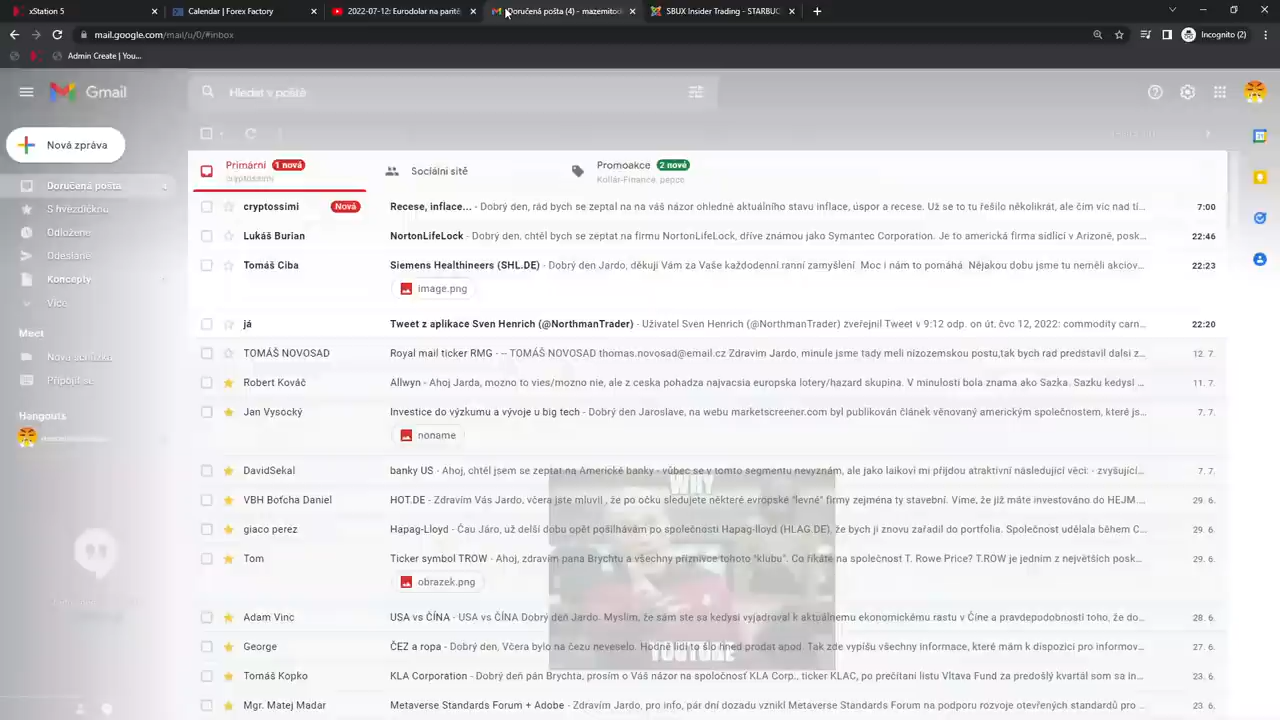 xStation 5
Calendar | Forex Factory
2022-07-12: Eurodolar na parit
Doručená pošta (4) - mazemitodo
SBUX Insider Trading - STARBUC
mail.google.com/mail/u/0/#inbox
Incognito (2)
Admin Create | You...
Gmail
Hledat v poště
Nová zpráva
Doručená pošta 4
S hvězdičkou
Odložené
Odeslané
Koncepty
Více
Meet
Nová schůzka
Připojit se
Hangouts
Primární 1 nová
cryptossimi
Sociální sítě
Promoakce 2 nové
Kollár-Finance, pepce
cryptossimi Nová Recese, inflace... - Dobrý den, rád bych se zeptal na na váš názor ohledné aktuálního stavu inflace, úspor a recese. Už se to tu řešilo několikrát, ale čím víc nad tí... 7:00
Lukáš Burian NortonLifeLock - Dobrý den, chtěl bych se zeptat na firmu NortonLifeLock, dříve známou jako Symantec Corporation. Je to americká firma sídlící v Arizoně, posk... 22:46
Tomáš Ciba Siemens Healthineers (SHL.DE) - Dobrý den Jardo, děkuji Vám za Vaše každodenní ranní zamyšlení. Moc i nám to pomáhá. Nějakou dobu jsme tu neměli akciov... 22:23
image.png
já Tweet z aplikace Sven Henrich (@NorthmanTrader) - Uživatel Sven Henrich (@NorthmanTrader) zveřejnil Tweet v 9:12 odp. on út, čvc 12, 2022: commodity carn... 22:20
TOMÁŠ NOVOSAD Royal mail ticker RMG - -- TOMÁŠ NOVOSAD thomas.novosad@email.cz Zdravim Jardo, minule jsme tady meli nizozemskou postu,tak bych rad predstavil dalsi z... 12. 7.
Robert Kováč Allwyn - Ahoj Jarda, mozno to vies/mozno nie, ale z ceska pohadza najvacsia europska lotery/hazard skupina. V minulosti bola znama ako Sazka. Sazku kedysi ... 11. 7.
Jan Vysocký Investice do výzkumu a vývoje u big tech - Dobrý den Jaroslave, na webu marketscreener.com byl publikován článek věnovaný americkým společnostem, které js... 7. 7.
noname
DavidSekal banky US - Ahoj, chtěl jsem se zeptat na Americké banky - vůbec se v tomto segmentu nevyznám, ale jako laikovi mi přijdou atraktivní následující věci: - zvyšující... 7. 7.
VBH Boťcha Daniel HOT.DE - Zdravím Vás Jardo, včera jste mluvil , že po očku sledujete některé evropské "levné" firmy zejména ty stavební. Vime, že již máte investováno do HEJM... 29. 6.
giaco perez Hapag-Lloyd - Čau Járo, už delší dobu opět posilhávám po společnosti Hapag-lloyd (HLAG.DE), že bych ji znovu zařadil do portfolia. Společnost udělala během C... 29. 6.
Tom Ticker symbol TROW - Ahoj, zdravím pana Brychtu a všechny příznivce tohoto "klubu". Co říkáte na společnost T. Rowe Price? T.ROW je jedním z největších posk... 29. 6.
obrazek.png
Adam Vinc USA vs ČÍNA - USA vs ČÍNA Dobrý deň Jardo. Myslím, že sám ste sa kedysi vyjadroval k aktuálnemu ekonomickému rastu v Číne a pravdepodobnosti toho, že do... 28. 6.
George ČEZ a ropa - Dobrý den, Včera bylo na čezu neveselo. Hodně lidí to šlo hned prodat apod. Tak zde vypíšu všechny informace, které mám k dispozici pro informov... 27. 6.
Tomáš Kopko KLA Corporation - Dobrý deň pán Brychta, prosím o Váš názor na spoločnosť KLA Corp., ticker KLAC, po prečítaní listu Vltava Fund za predošlý kvartál som sa in... 23. 6.
Mgr. Matej Madar Metaverse Standards Forum + Adobe - Zdravím Jardo, pro info, pár dní dozadu vznikl Metaverse Standards Forum na podporu rozvoje otevřených standardů pro ... 23. 6.
WHY
YOUTUBE